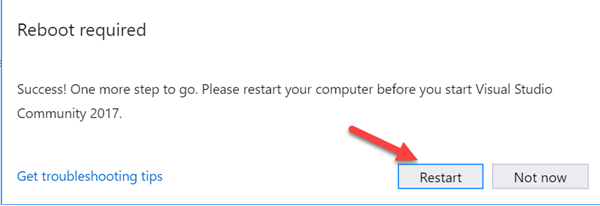 Reboot required
Success! One more step to go. Please restart your computer before you start Visual Studio
Community 2017.
Get troubleshooting tips
Restart
Not now